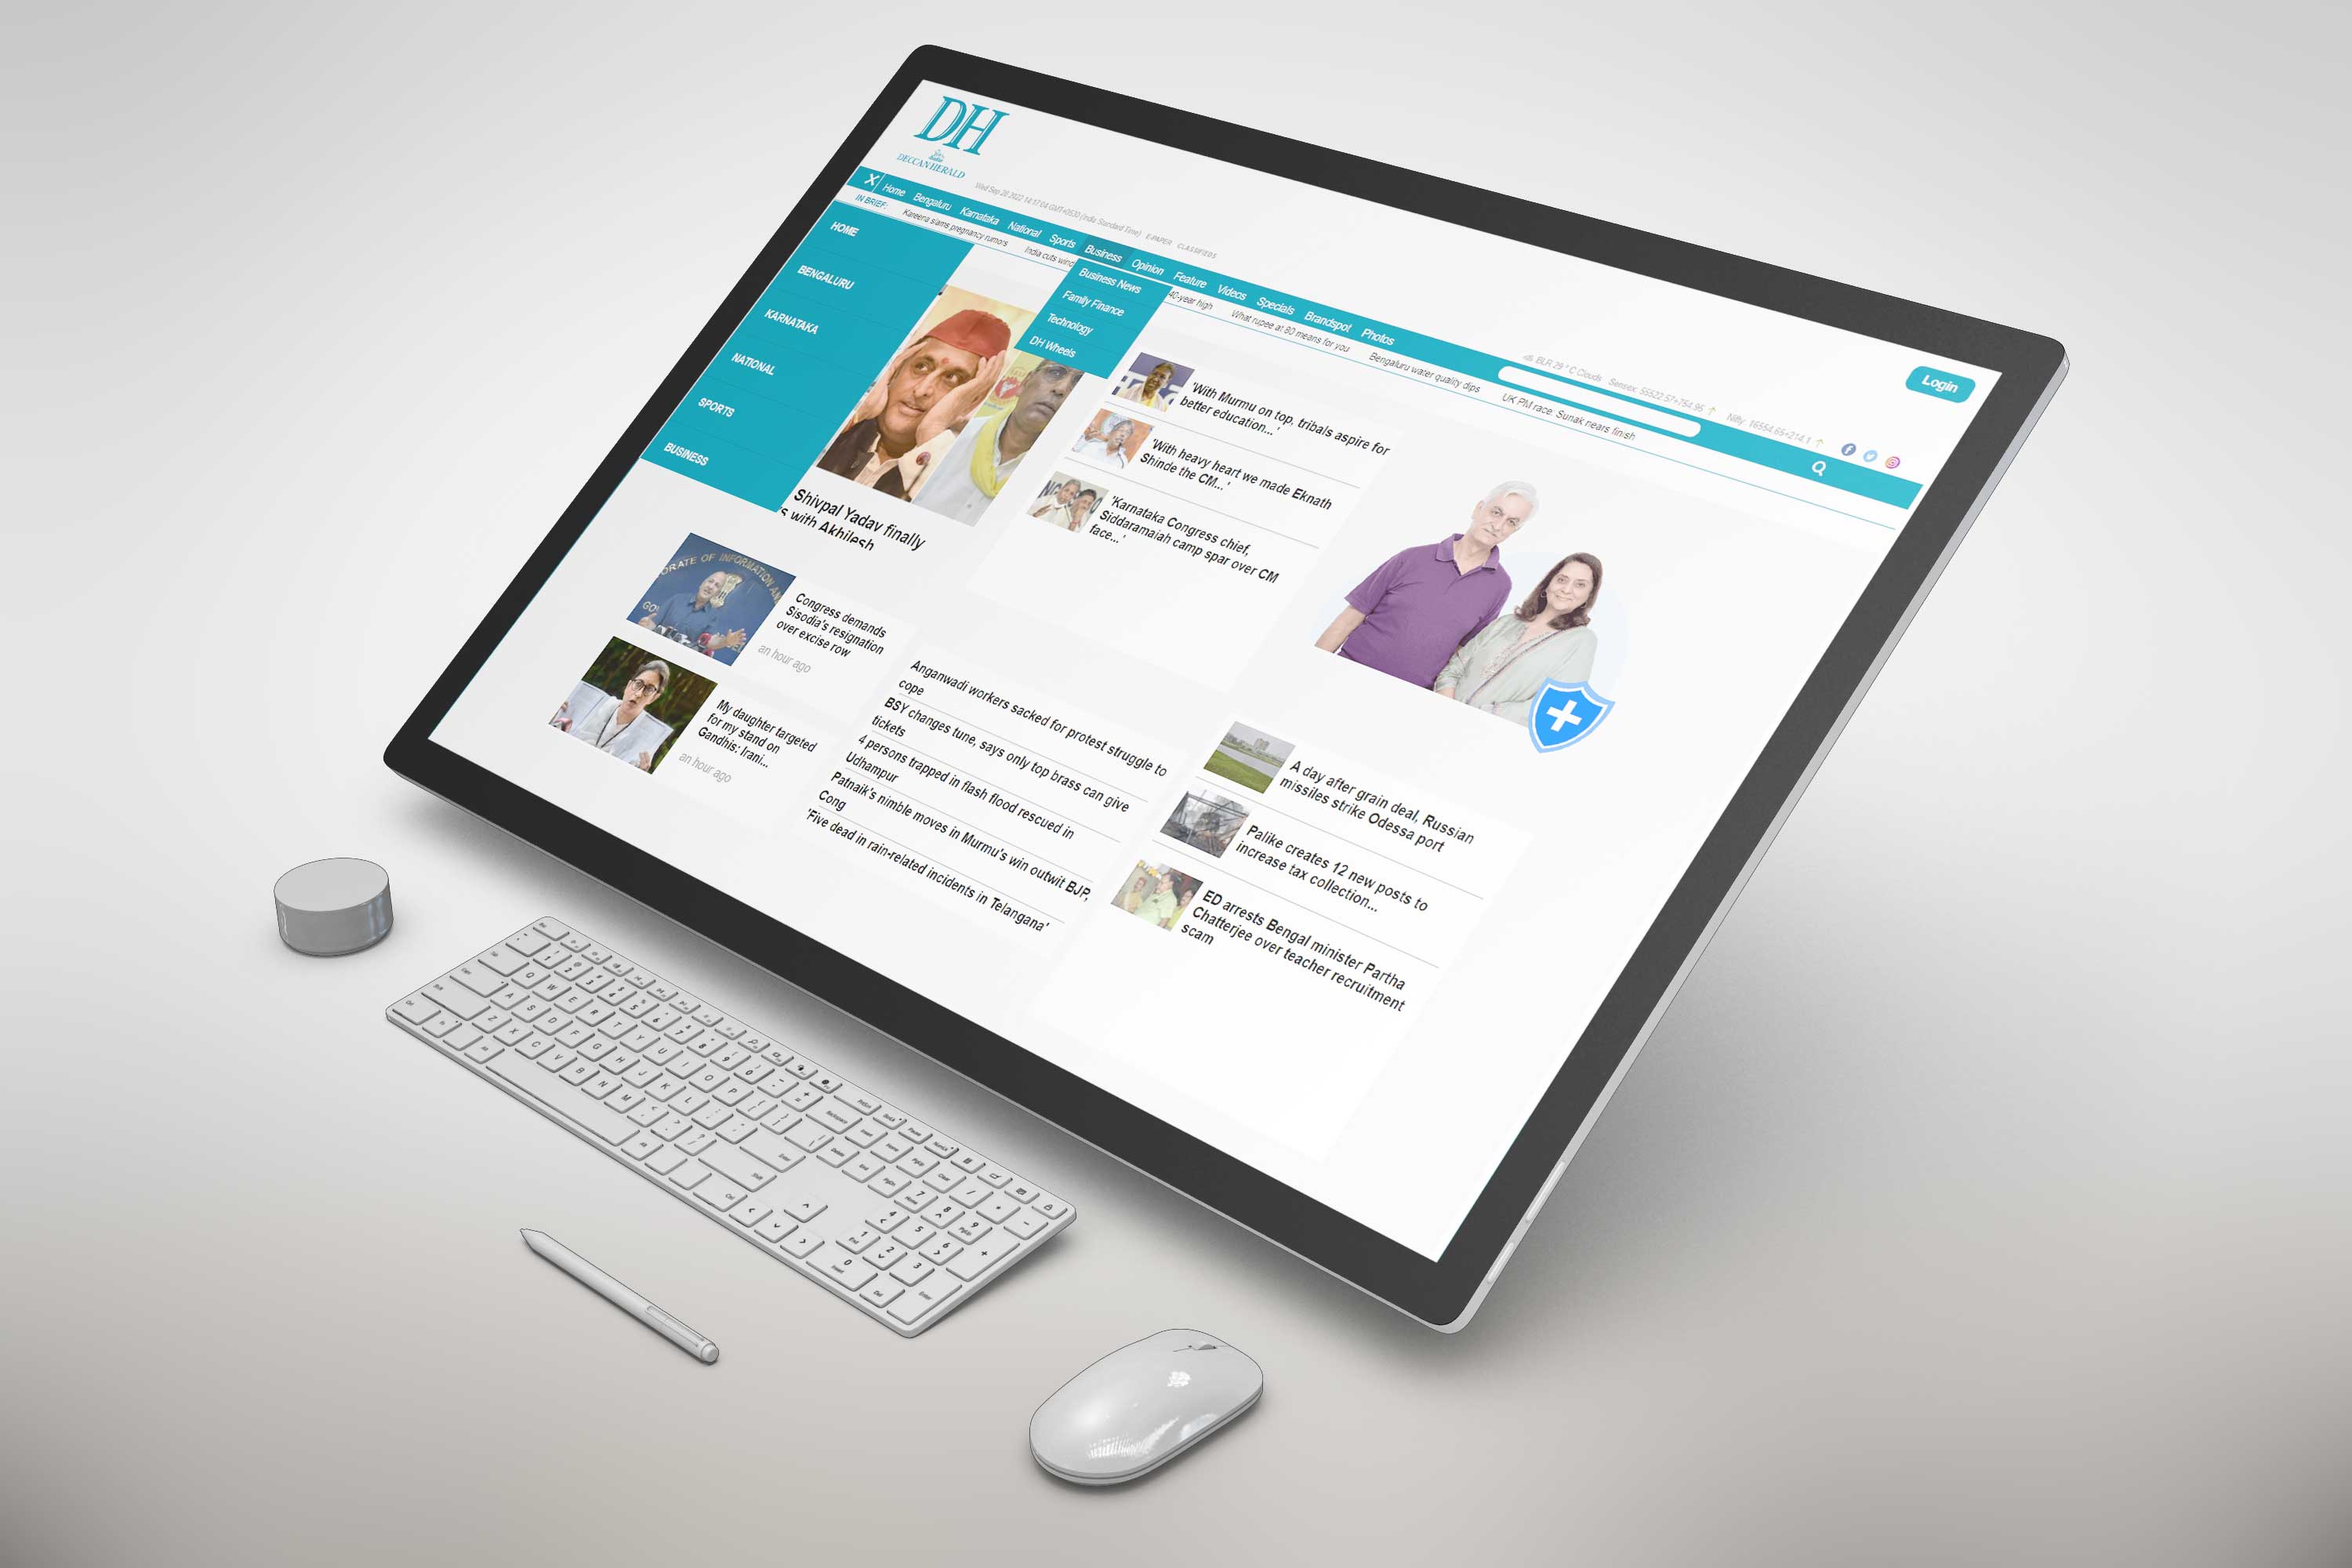 DH
DECCAN HERALD
Wed Sep 28 2022 14:17:04 GMT+0530 (India Standard Time) E-PAPER CLASSIFIEDS
BLR 29 ° C Clouds Sensex: 55522.57+754.95 ↑ Nifty: 16554.65+214.1 ↑
Login
X Home Bengaluru Karnataka National Sports Business Opinion Feature Videos Specials Brandspot Photos
IN BRIEF: Kareena slams pregnancy rumors India cuts wind 40-year high What rupee at 80 means for you Bengaluru water quality dips UK PM race: Sunak nears finish
HOME
BENGALURU
KARNATAKA
NATIONAL
SPORTS
BUSINESS
Business News
Family Finance
Technology
DH Wheels
Shivpal Yadav finally
s with Akhilesh
'With Murmu on top, tribals aspire for
better education... '
'With heavy heart we made Eknath
Shinde the CM... '
'Karnataka Congress chief,
Siddaramaiah camp spar over CM
face... '
ORATE OF INFORMATION AN
GO
DEL
Congress demands
Sisodia's resignation
over excise row
an hour ago
My daughter targeted
for my stand on
Gandhis: Irani...
an hour ago
Anganwadi workers sacked for protest struggle to
cope
BSY changes tune, says only top brass can give
tickets
4 persons trapped in flash flood rescued in
Udhampur
Patnaik's nimble moves in Murmu's win outwit BJP,
Cong
'Five dead in rain-related incidents in Telangana'
A day after grain deal, Russian
missiles strike Odessa port
Palike creates 12 new posts to
increase tax collection...
ED arrests Bengal minister Partha
Chatterjee over teacher recruitment
scam